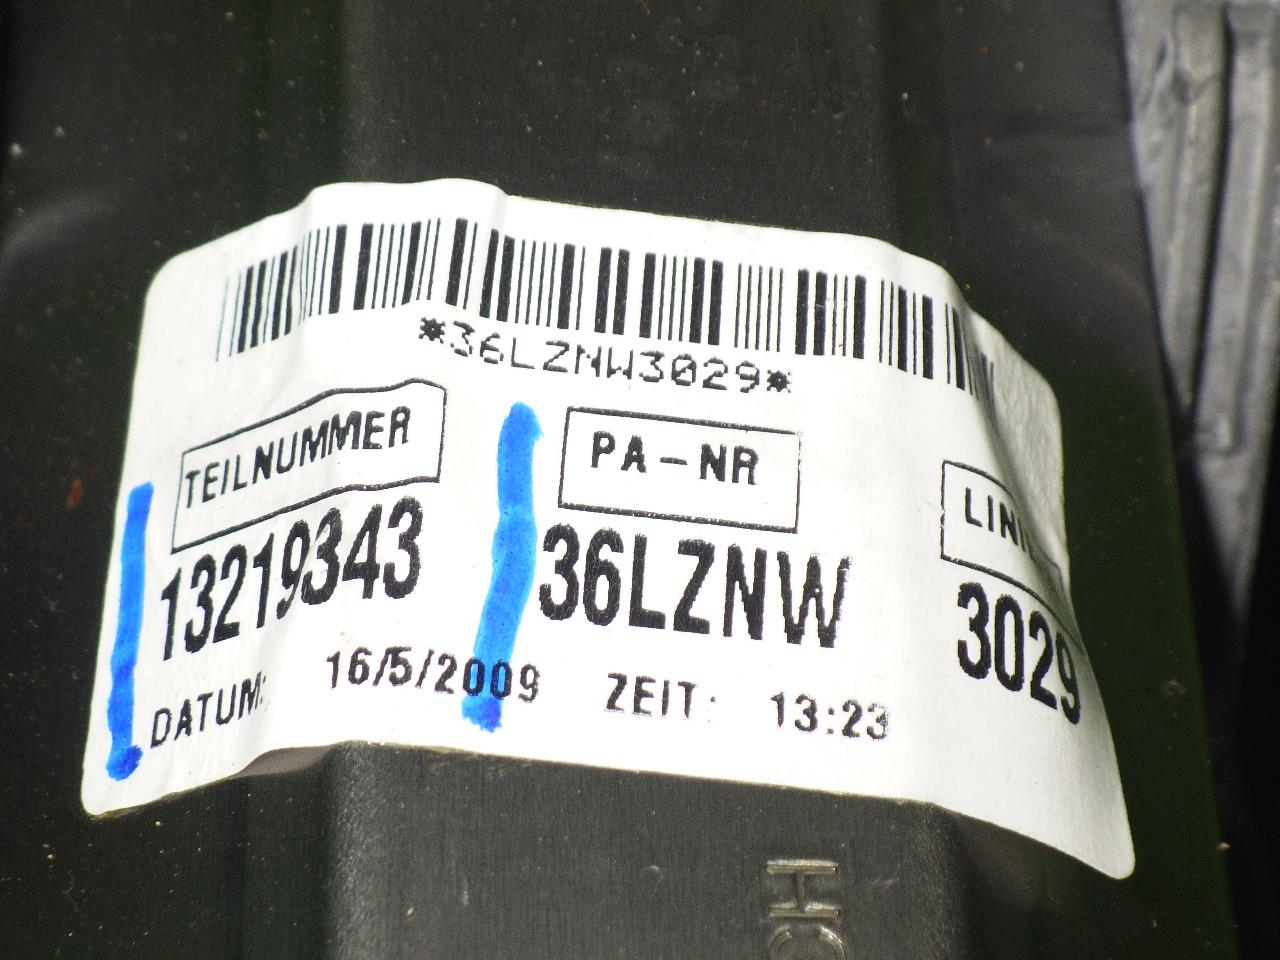 *36LZNW3029*
TEILNUMMER PA-NR
13219343 36LZNW 3029
DATUM: 16/5/2009 ZEIT: 13:23